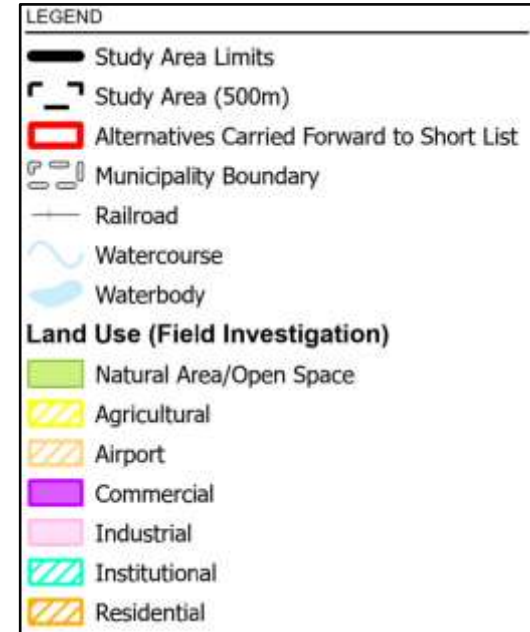 LEGEND
Study Area Limits
Study Area (500m)
Alternatives Carried Forward to Short List
Municipality Boundary
Railroad
Watercourse
Waterbody
Land Use (Field Investigation)
Natural Area/Open Space
Agricultural
Airport
Commercial
Industrial
Institutional
Residential